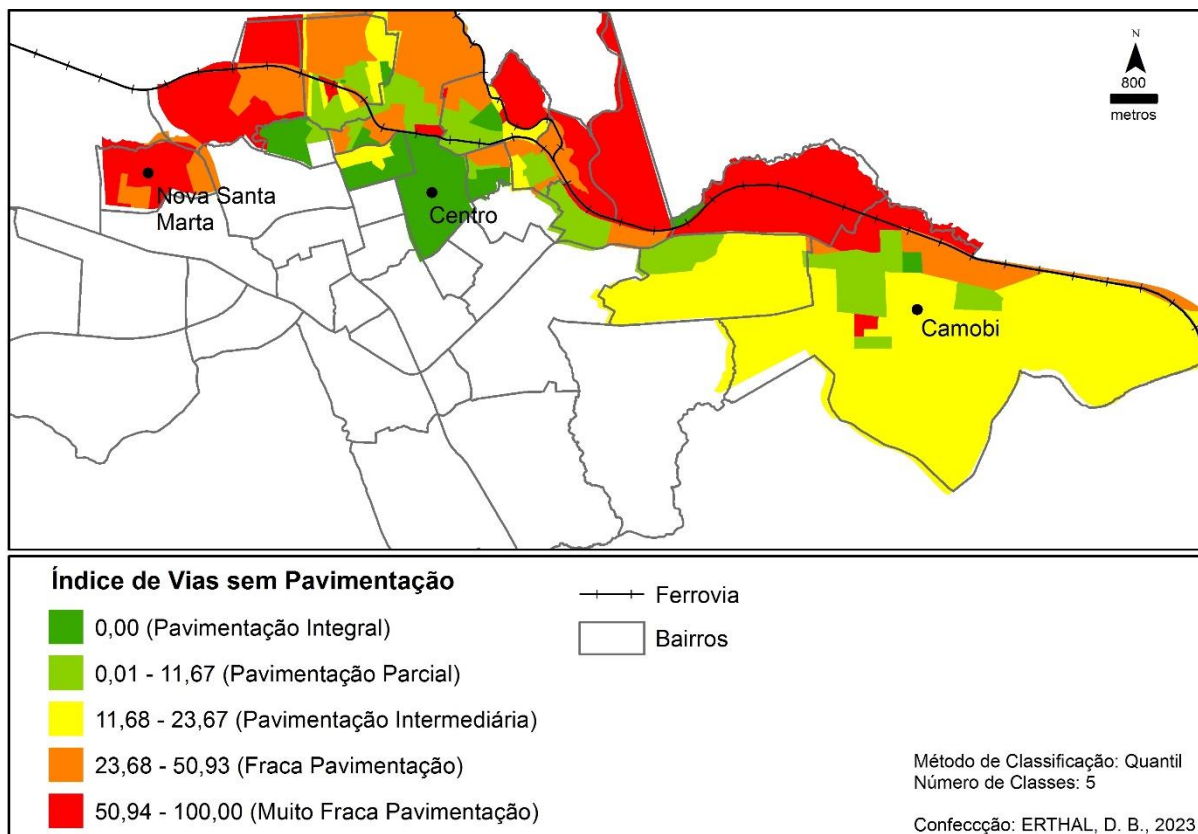 N
800
metros
Nova Santa
Marta
Centro
Camobi
Índice de Vias sem Pavimentação
0,00 (Pavimentação Integral)
0,01 - 11,67 (Pavimentação Parcial)
11,68 - 23,67 (Pavimentação Intermediária)
23,68 - 50,93 (Fraca Pavimentação)
50,94 - 100,00 (Muito Fraca Pavimentação)
Ferrovia
Bairros
Método de Classificação: Quantil
Número de Classes: 5
Confeccção: ERTHAL, D. B., 2023